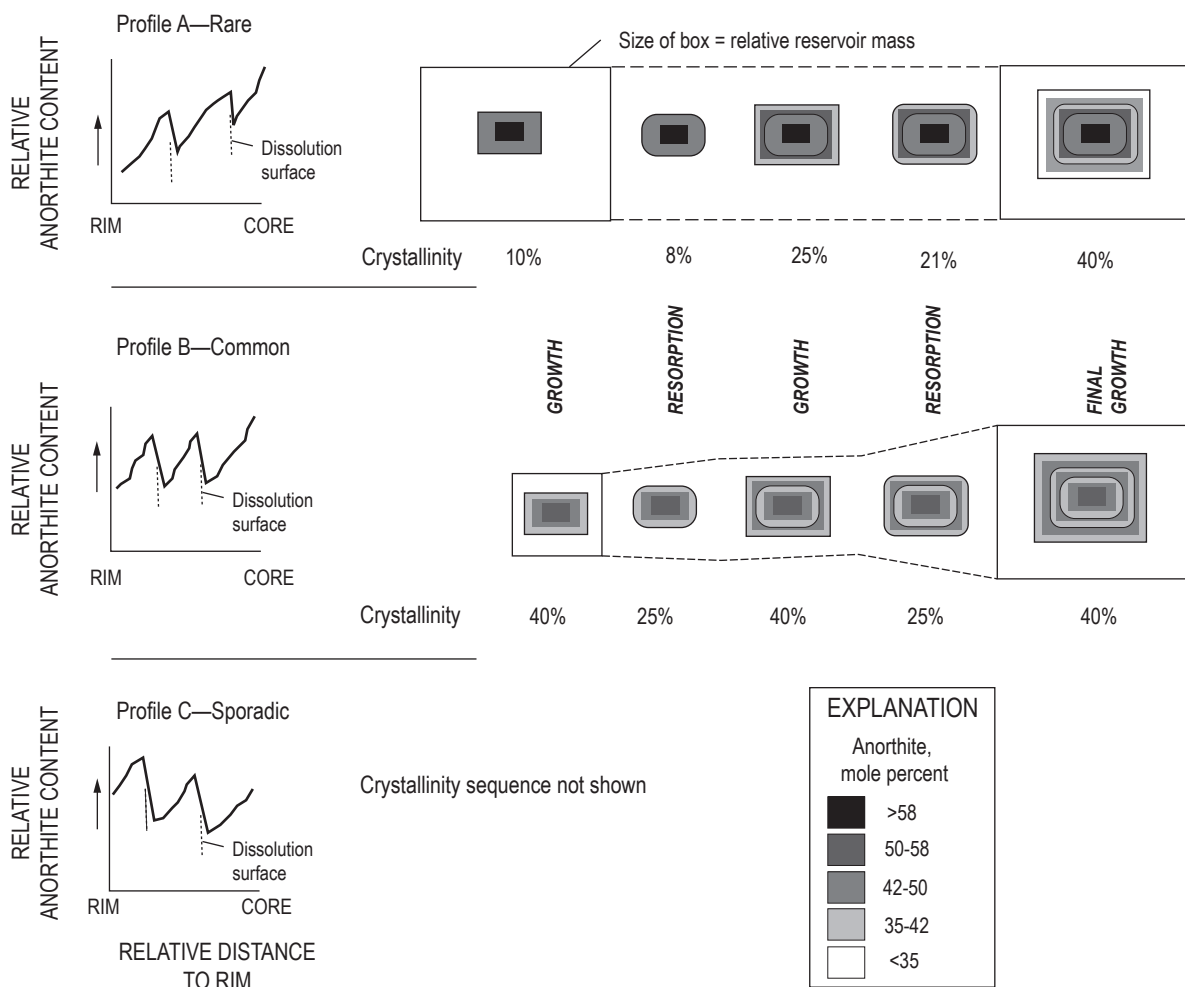 Profile A—Rare
Size of box = relative reservoir mass
RELATIVE
ANORTHITE CONTENT
Dissolution
surface
RIM
CORE
Crystallinity
10%
8%
25%
21%
40%
Profile B—Common
GROWTH
RESORPTION
GROWTH
RESORPTION
FINAL
GROWTH
RELATIVE
ANORTHITE CONTENT
Dissolution
surface
RIM
CORE
Crystallinity
40%
25%
40%
25%
40%
Profile C—Sporadic
RELATIVE
ANORTHITE CONTENT
Crystallinity sequence not shown
Dissolution
surface
RIM
CORE
RELATIVE DISTANCE
TO RIM
EXPLANATION
Anorthite,
mole percent
>58
50-58
42-50
35-42
<35